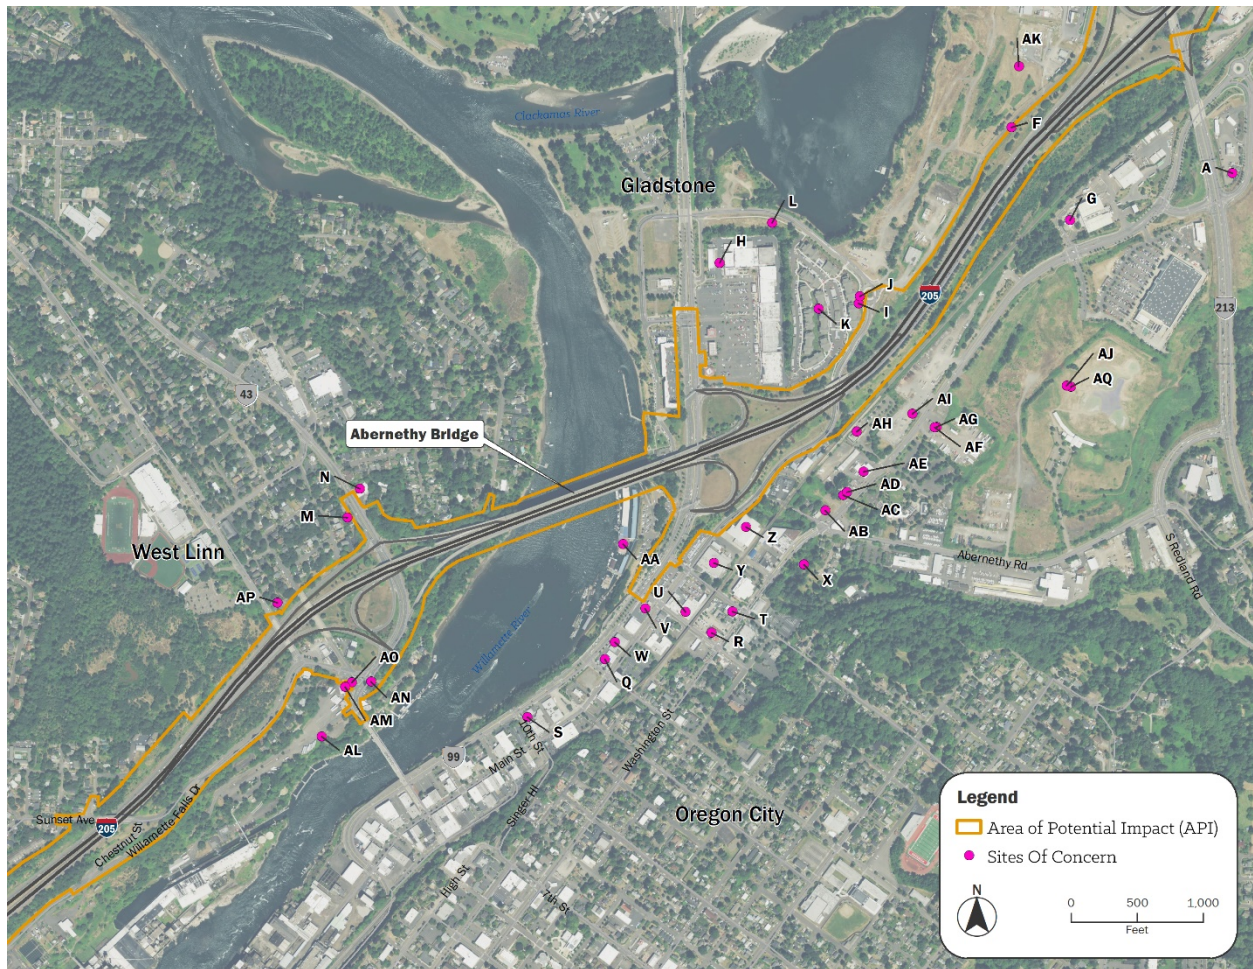 AK
Clackamas River
F
A
Gladstone
G
L
H
J
205
I
K
213
AJ
AQ
43
AI
AG
AH
AF
Abernethy Bridge
AE
N
AD
AC
M
AB
West Linn
Z
AA
Abernethy Rd
S Redland Rd
Y
X
AP
U
T
V
R
Willamette River
W
AO
Q
AN
AM
S
10th St
AL
Washington St
99
Main St
Singer Hl
Oregon City
Sunset Ave
205
Chestnut St
Willamette Falls Dr
High St
7th St
Legend
Area of Potential Impact (API)
Sites Of Concern
N
0 500 1,000
Feet